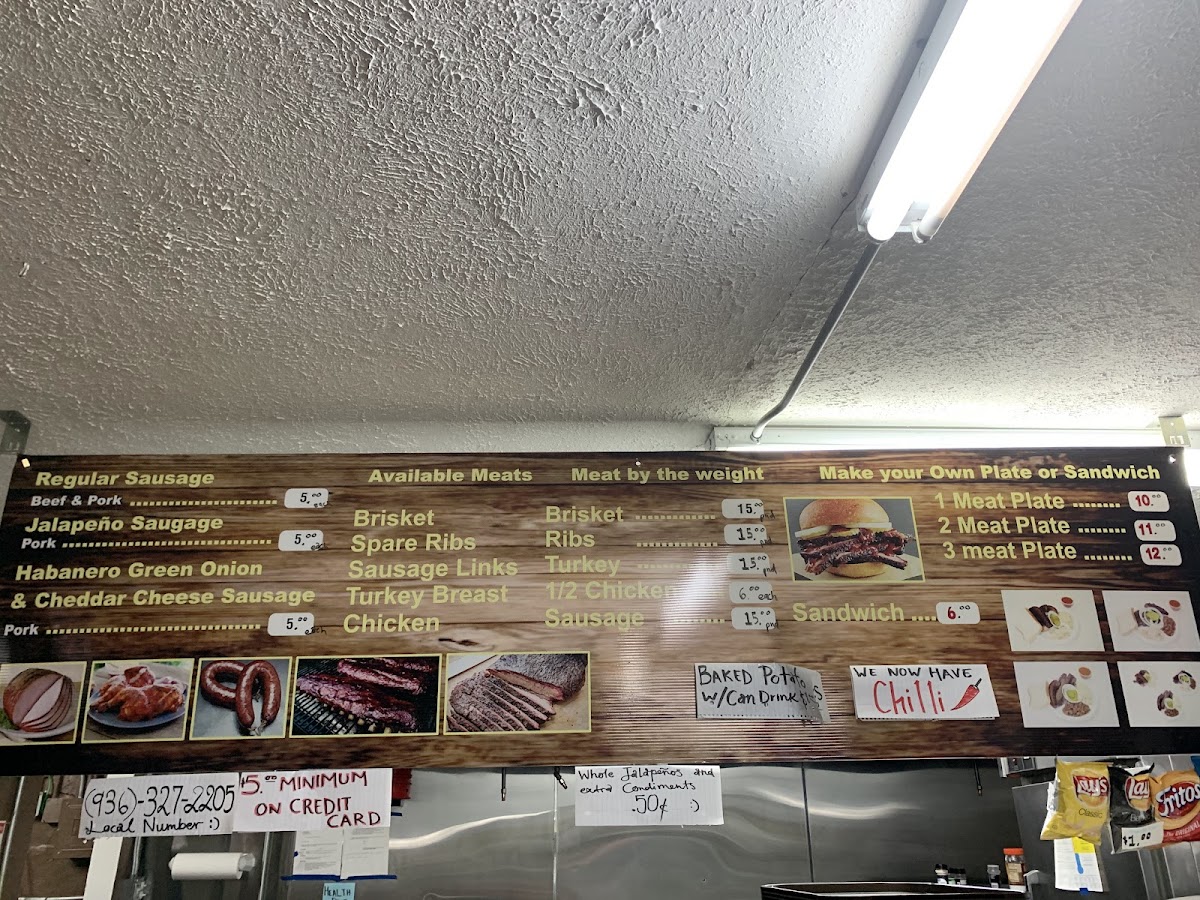 Regular Sausage
Beef & Pork ........................ 5.00 each
Jalapeño Saugage
Pork ........................ 5.00 each
Habanero Green Onion
& Cheddar Cheese Sausage
Pork ........................ 5.00 each
Available Meats
Brisket
Spare Ribs
Sausage Links
Turkey Breast
Chicken
Meat by the weight
Brisket ............ 15.00 pnd
Ribs ............ 15.00 pnd
Turkey ............ 15.00 pnd
1/2 Chicken 6.00 each
Sausage ........ 15.00 pnd
Make your Own Plate or Sandwich
1 Meat Plate ........ 10.00
2 Meat Plate ........ 11.00
3 meat Plate ........ 12.00
Sandwich .... 6.00
BAKED Potato
W/Can Drink
WE NOW HAVE
Chilli
(936)-327-2205
Local Number :)
$5.00 MINIMUM
ON CREDIT
CARD
HEALTH
Whole Jalapeños and
extra Condiments
.50¢ :)
Lay's
Classic
Lay's
Fritos
The ORIGINAL
$1.00